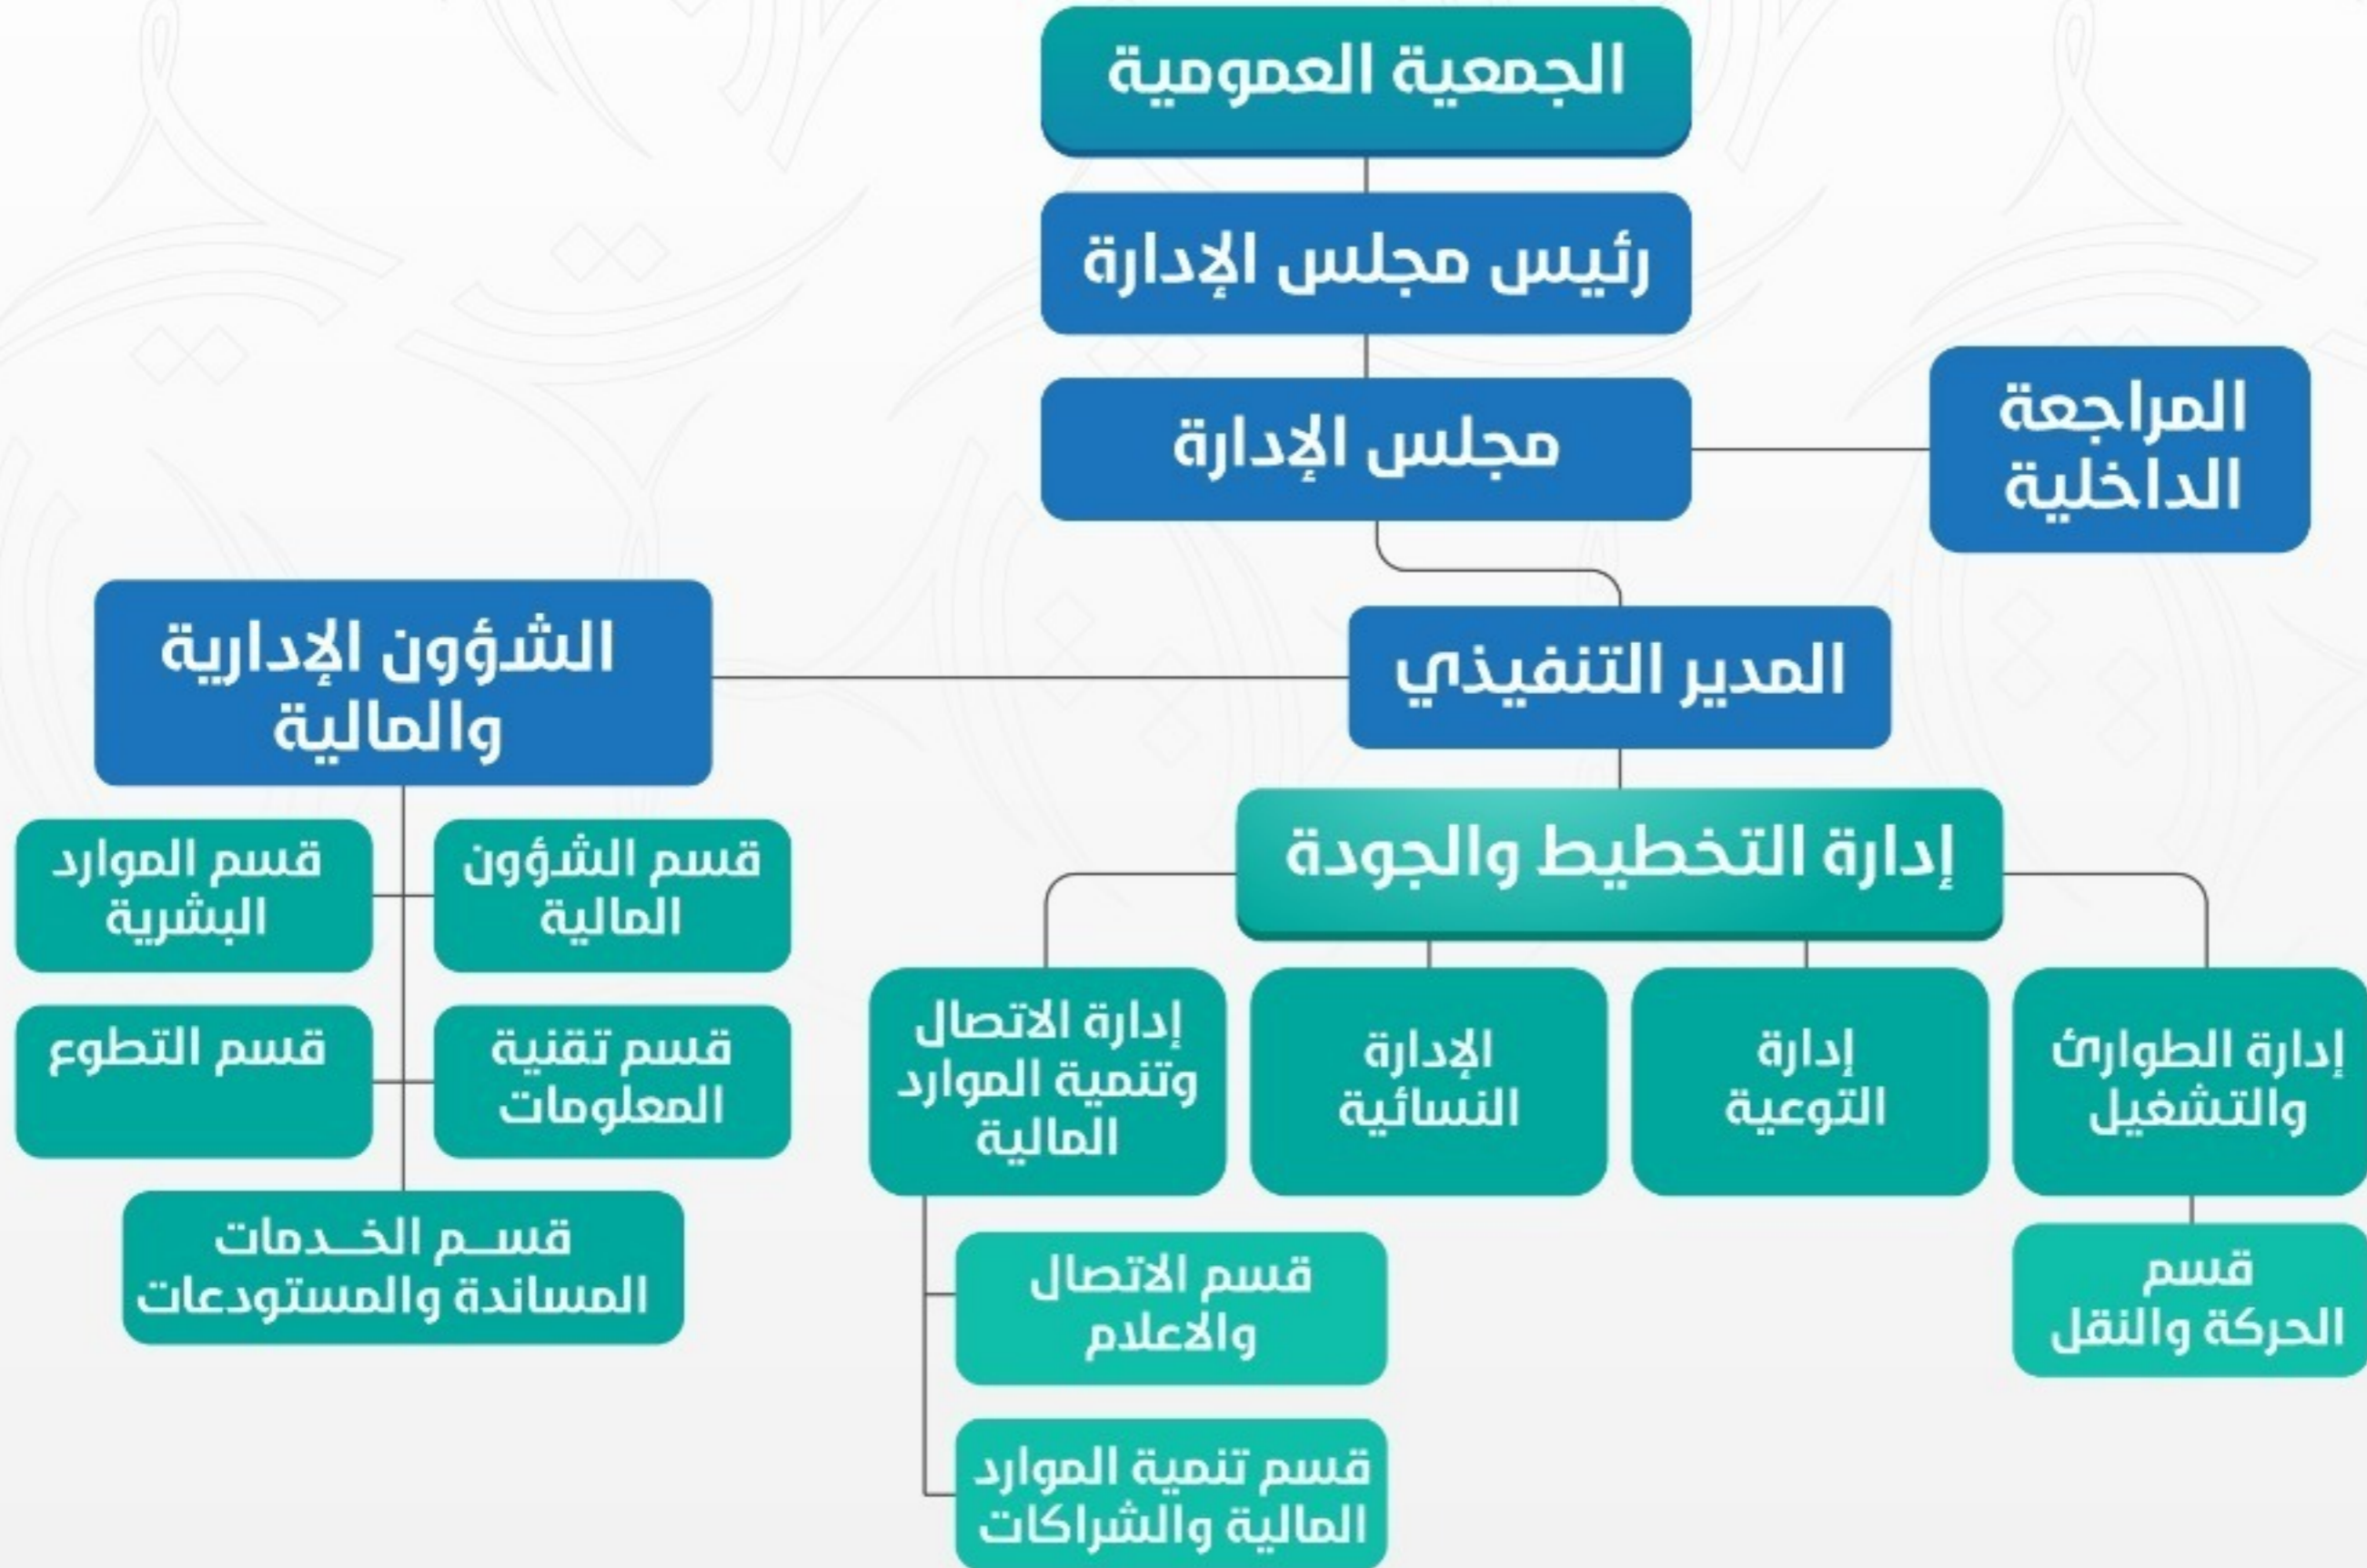 الجمعية العمومية
رئيس مجلس الإدارة
مجلس الإدارة
المراجعة
الداخلية
المدير التنفيذي
الشؤون الإدارية
والمالية
إدارة التخطيط والجودة
إدارة الطوارئ
والتشغيل
إدارة
التوعية
الإدارة
النسائية
إدارة الاتصال
وتنمية الموارد
المالية
قسم
الحركة والنقل
قسم الاتصال
والاعلام
قسم تنمية الموارد
المالية والشراكات
قسم الشؤون
المالية
قسم الموارد
البشرية
قسم تقنية
المعلومات
قسم التطوع
قســم الخــدمات
المساندة والمستودعات